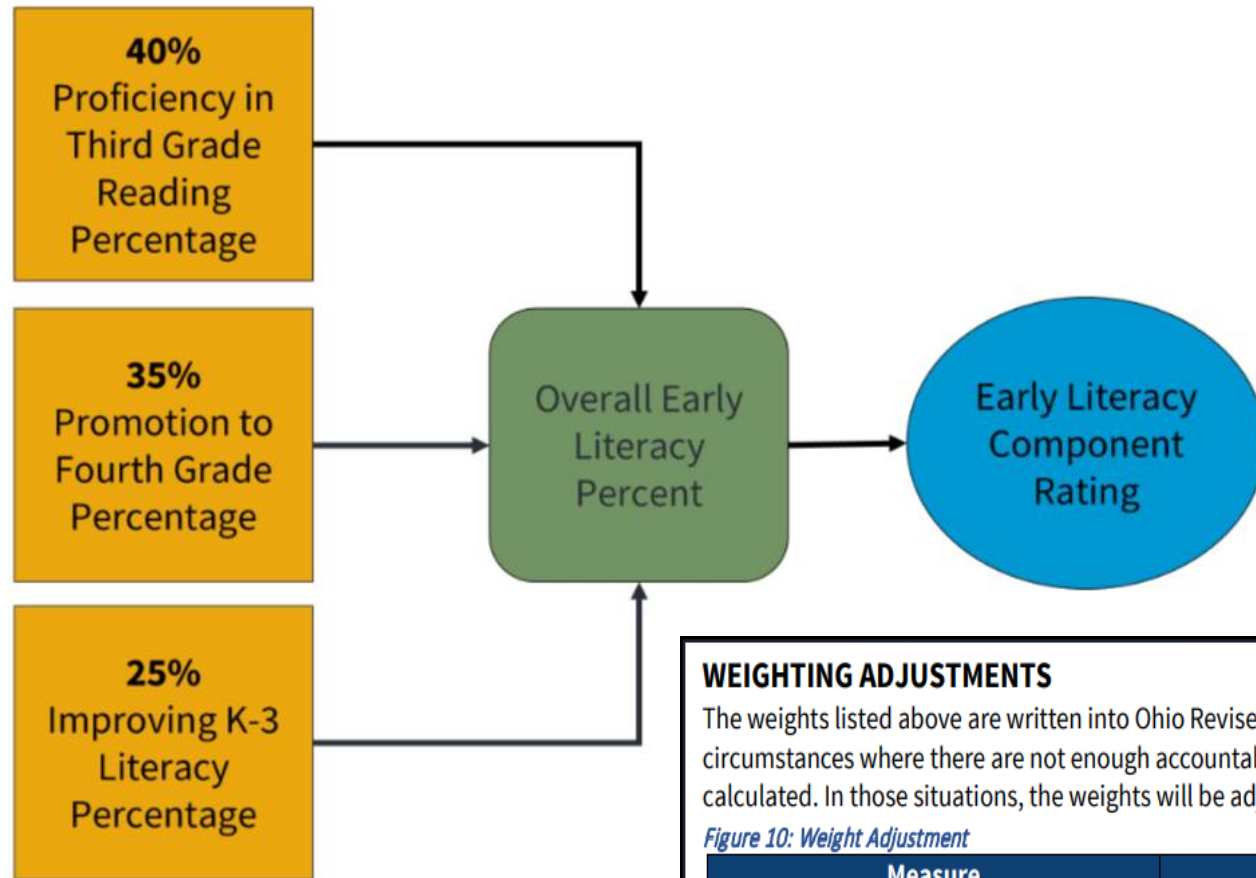 40%
Proficiency in
Third Grade
Reading
Percentage
35%
Promotion to
Fourth Grade
Percentage
25%
Improving K-3
Literacy
Percentage
Overall Early
Literacy
Percent
Early Literacy
Component
Rating
WEIGHTING ADJUSTMENTS
The weights listed above are written into Ohio Revise
circumstances where there are not enough
calculated. In those situations, the weights will be
Figure 10: Weight Adjustment
Measure